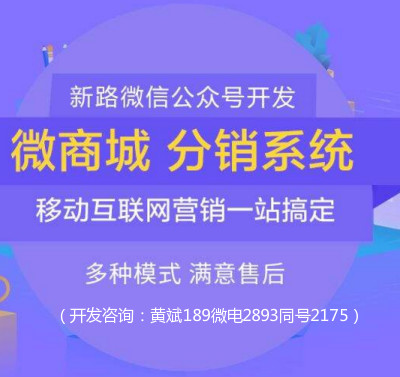 新路微信公众号开发
微商城 分销系统
移动互联网营销一站搞定
多种模式 满意售后
（开发咨询：黄斌189微电2893同号2175）